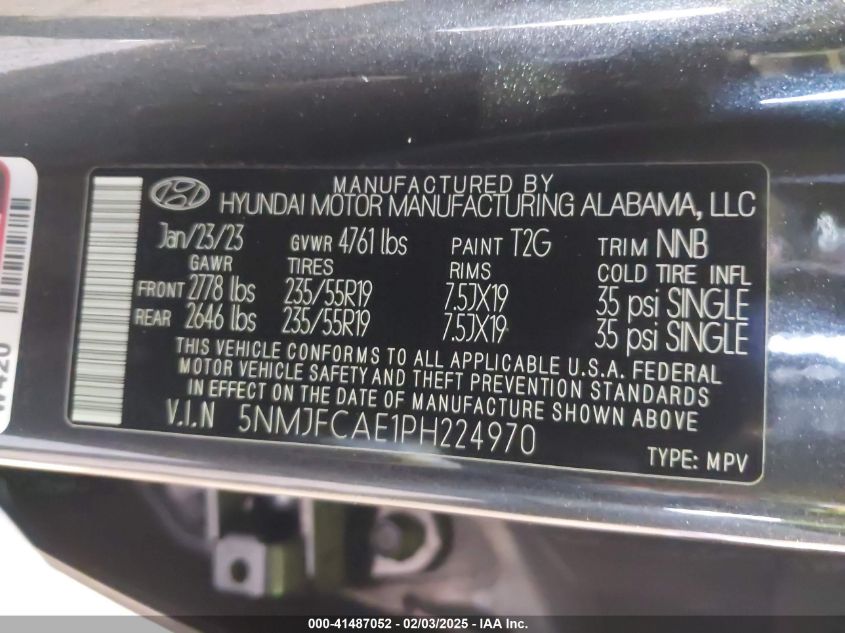 MANUFACTURED BY
HYUNDAI MOTOR MANUFACTURING ALABAMA, LLC
Jan/23/23 GVWR 4761 lbs PAINT T2G TRIM NNB
GAWR TIRES RIMS COLD TIRE INFL
FRONT 2778 lbs 235/55R19 7.5JX19 35 psi SINGLE
REAR 2646 lbs 235/55R19 7.5JX19 35 psi SINGLE
THIS VEHICLE CONFORMS TO ALL APPLICABLE U.S.A. FEDERAL
MOTOR VEHICLE SAFETY AND THEFT PREVENTION STANDARDS
IN EFFECT ON THE DATE OF MANUFACTURE SHOWN ABOVE
V.I.N 5NMJFCAE1PH224970
TYPE: MPV
000-41487052 - 02/03/2025 - IAA Inc.